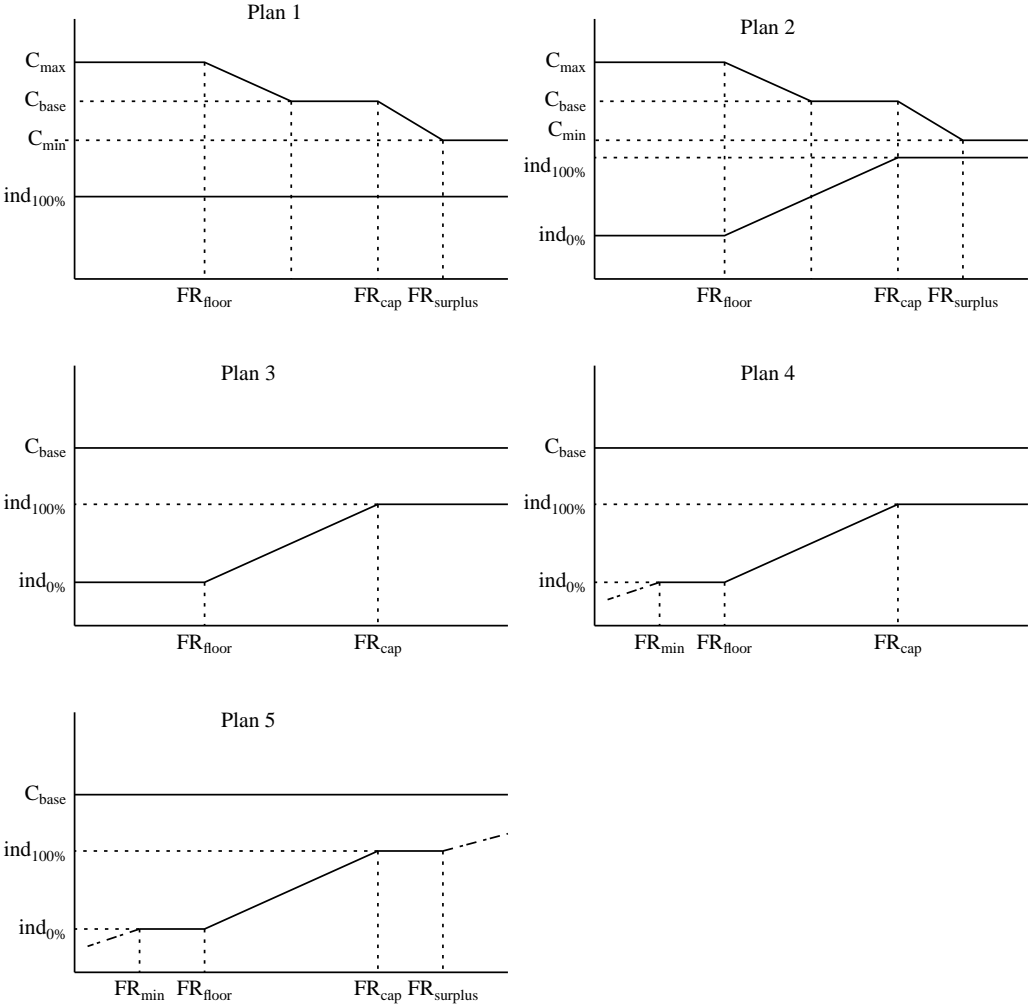 Plan 1
C_max
C_base
C_min
ind_100%
FR_floor FR_cap FR_surplus
Plan 2
C_max
C_base
C_min
ind_100%
ind_0%
FR_floor FR_cap FR_surplus
Plan 3
C_base
ind_100%
ind_0%
FR_floor FR_cap
Plan 4
C_base
ind_100%
ind_0%
FR_min FR_floor FR_cap
Plan 5
C_base
ind_100%
ind_0%
FR_min FR_floor FR_cap FR_surplus